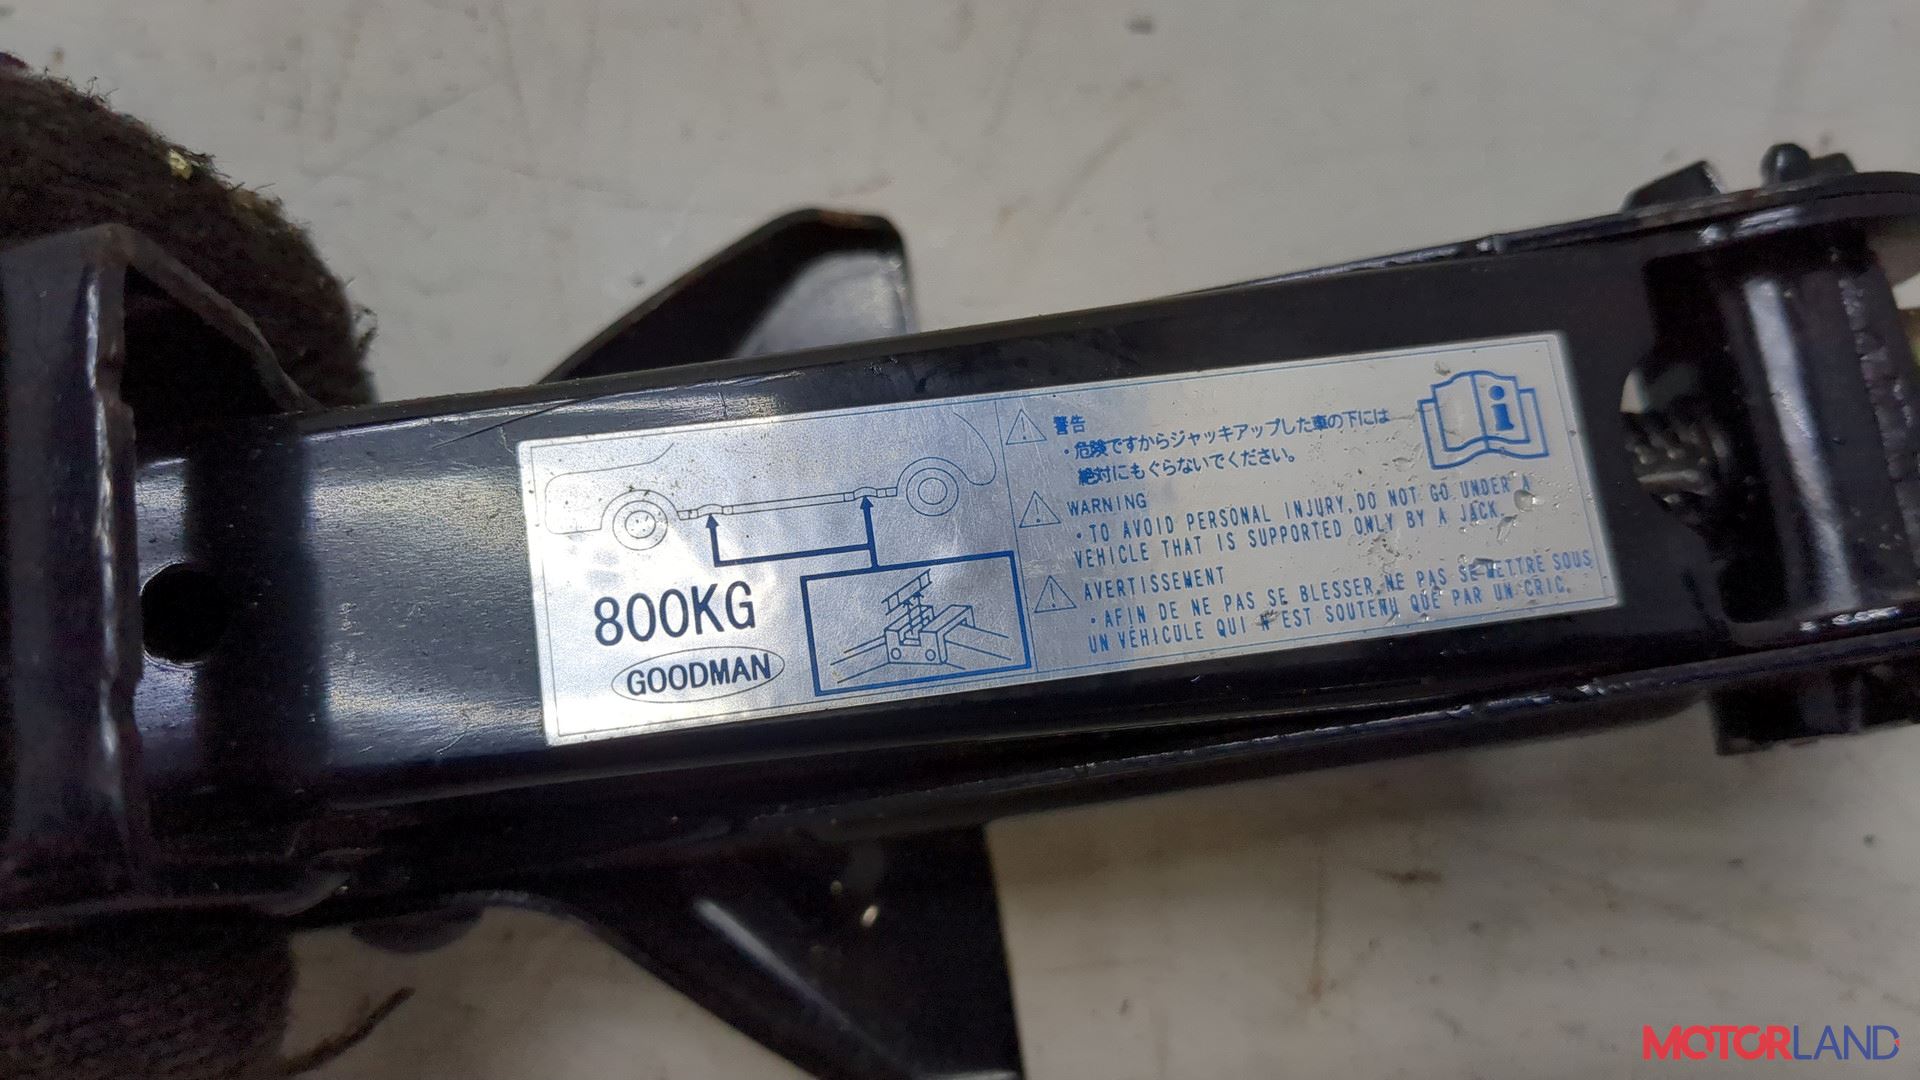 800KG
GOODMAN
警告
・危険ですからジャッキアップした車の下には
絶対にもぐらないでください。
WARNING
・TO AVOID PERSONAL INJURY,DO NOT GO UNDER A
VEHICLE THAT IS SUPPORTED ONLY BY A JACK.
AVERTISSEMENT
・AFIN DE NE PAS SE BLESSER,NE PAS SE METTRE SOUS
UN VÉHICULE QUI N'EST SOUTENU QUE PAR UN CRIC.
MOTORLAND